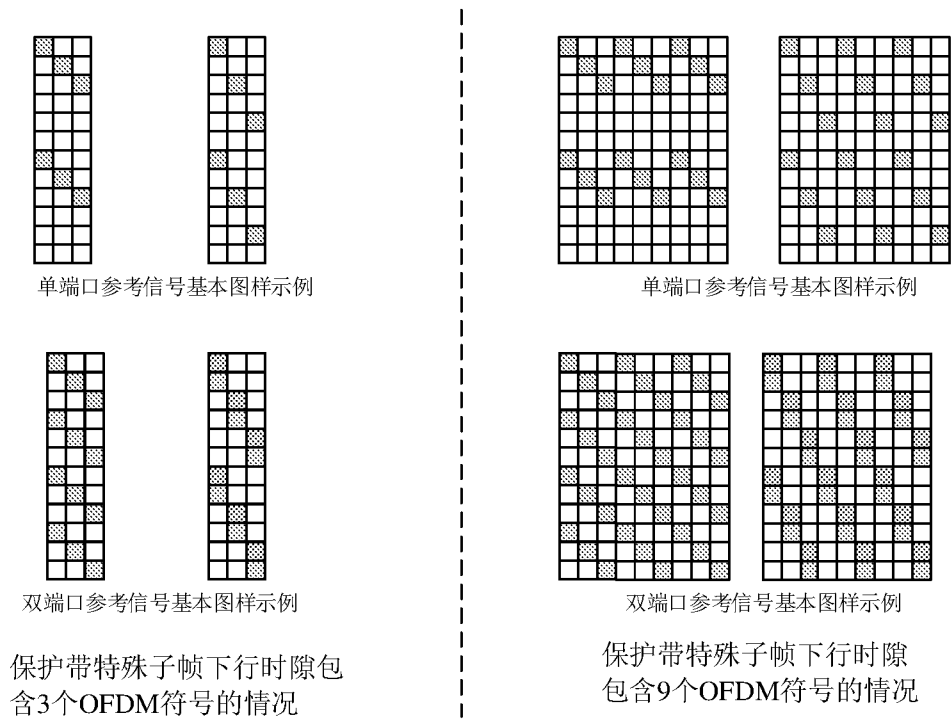 单端口参考信号基本图样示例
单端口参考信号基本图样示例
双端口参考信号基本图样示例
双端口参考信号基本图样示例
保护带特殊子帧下行时隙包
含3个OFDM符号的情况
保护带特殊子帧下行时隙
包含9个OFDM符号的情况